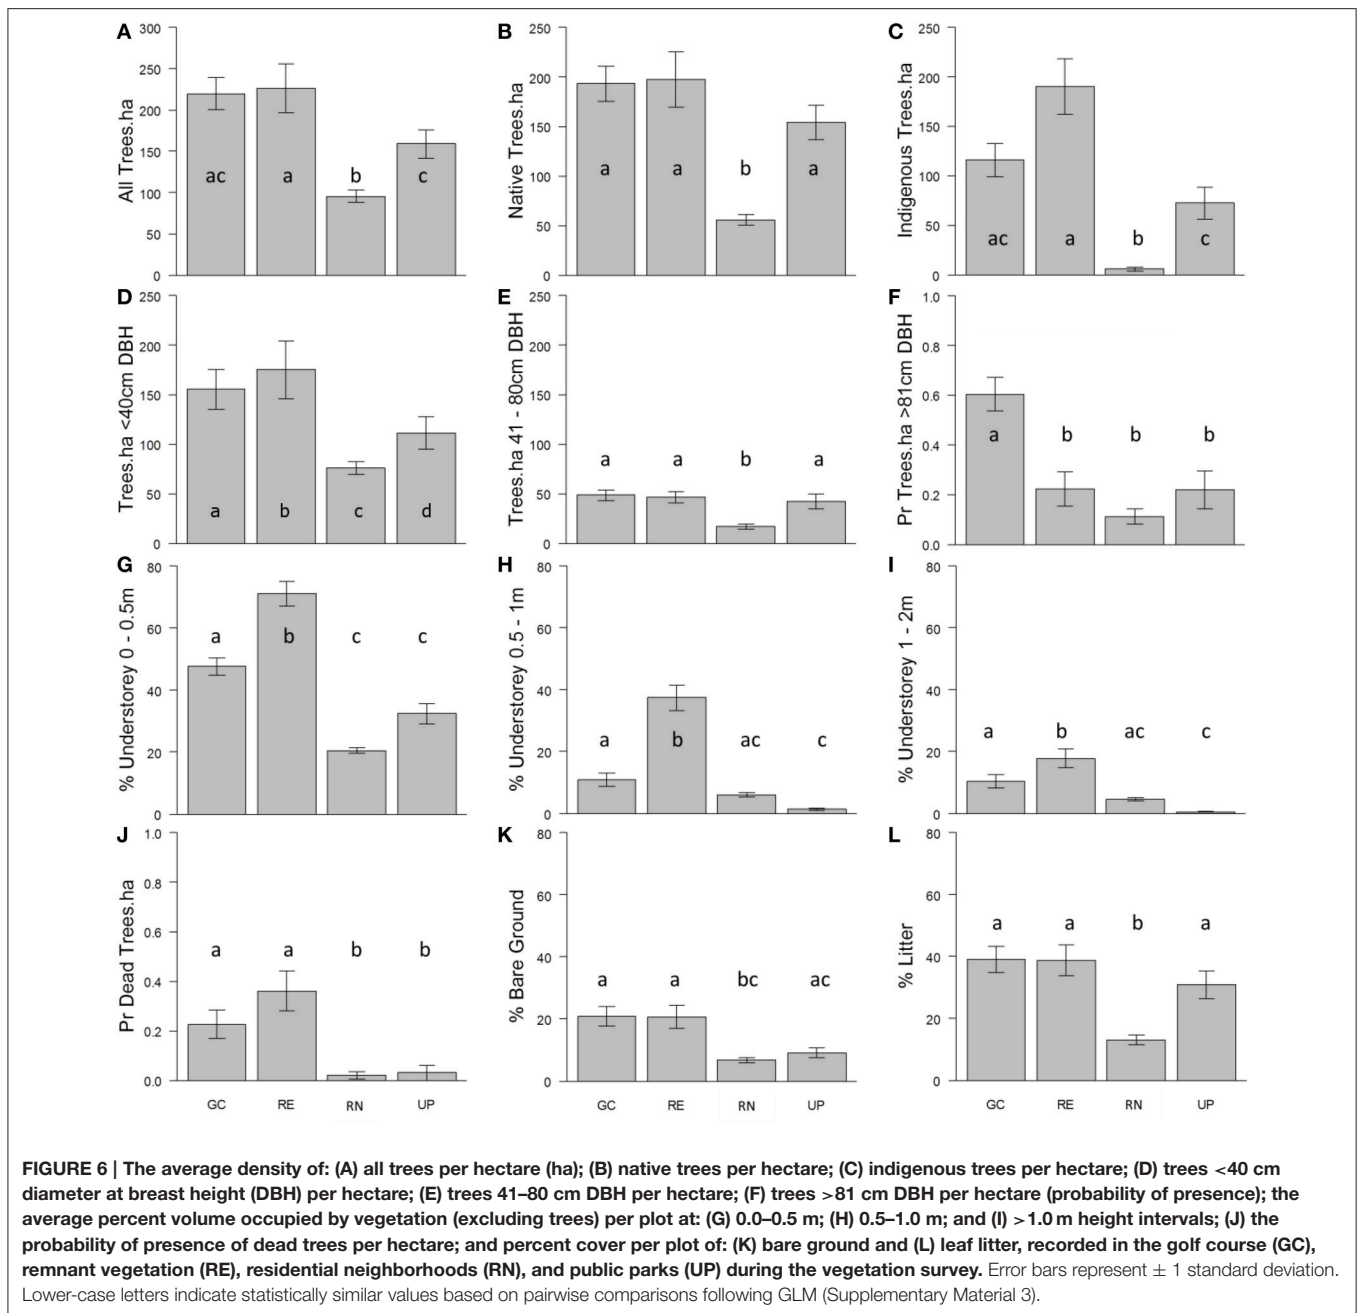 A
300
250
200
150
100
50
0
All Trees.ha
ac a b c
B
250
200
150
100
50
0
Native Trees.ha
a a b a
C
250
200
150
100
50
0
Indigenous Trees.ha
ac a b c
D
250
200
150
100
50
0
Trees.ha <40cm DBH
a b c d
E
250
200
150
100
50
0
Trees.ha 41 - 80cm DBH
a a b a
F
1.0
0.8
0.6
0.4
0.2
0.0
Pr Trees.ha >81cm DBH
a b b b
G
80
60
40
20
0
% Understorey 0 - 0.5m
a b c c
H
80
60
40
20
0
% Understorey 0.5 - 1m
a b ac c
I
80
60
40
20
0
% Understorey 1 - 2m
a b ac c
J
1.0
0.8
0.6
0.4
0.2
0.0
Pr Dead Trees.ha
a a b b
GC RE RN UP
K
80
60
40
20
0
% Bare Ground
a a bc ac
GC RE RN UP
L
80
60
40
20
0
% Litter
a a b a
GC RE RN UP
FIGURE 6 | The average density of: (A) all trees per hectare (ha); (B) native trees per hectare; (C) indigenous trees per hectare; (D) trees <40 cm
diameter at breast height (DBH) per hectare; (E) trees 41–80 cm DBH per hectare; (F) trees >81 cm DBH per hectare (probability of presence); the
average percent volume occupied by vegetation (excluding trees) per plot at: (G) 0.0–0.5 m; (H) 0.5–1.0 m; and (I) >1.0 m height intervals; (J) the
probability of presence of dead trees per hectare; and percent cover per plot of: (K) bare ground and (L) leaf litter, recorded in the golf course (GC),
remnant vegetation (RE), residential neighborhoods (RN), and public parks (UP) during the vegetation survey. Error bars represent ± 1 standard deviation.
Lower-case letters indicate statistically similar values based on pairwise comparisons following GLM (Supplementary Material 3).